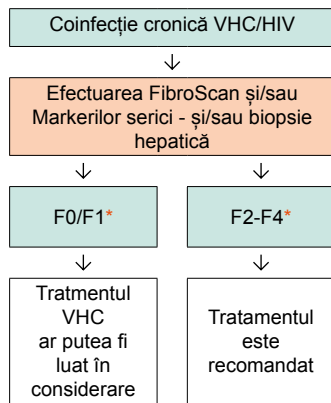 Coinfecție cronică VHC/HIV
Efectuarea FibroScan și/sau
Markerilor serici - și/sau biopsie
hepatică
F0/F1*
F2-F4*
Tratmentul
VHC
ar putea fi
luat în
considerare
Tratamentul
este
recomandat